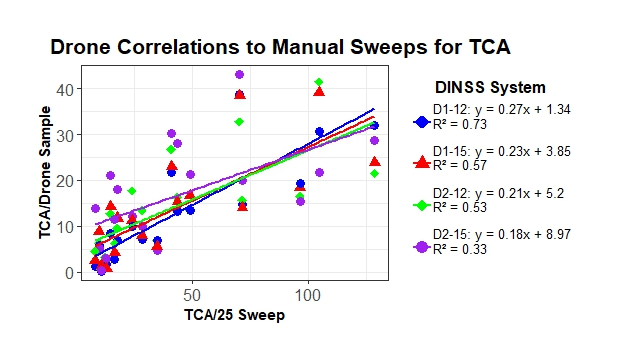 Drone Correlations to Manual Sweeps for TCA
TCA/Drone Sample
40
30
20
10
0
50
100
TCA/25 Sweep
DINSS System
D1-12: y = 0.27x + 1.34
R² = 0.73
D1-15: y = 0.23x + 3.85
R² = 0.57
D2-12: y = 0.21x + 5.2
R² = 0.53
D2-15: y = 0.18x + 8.97
R² = 0.33